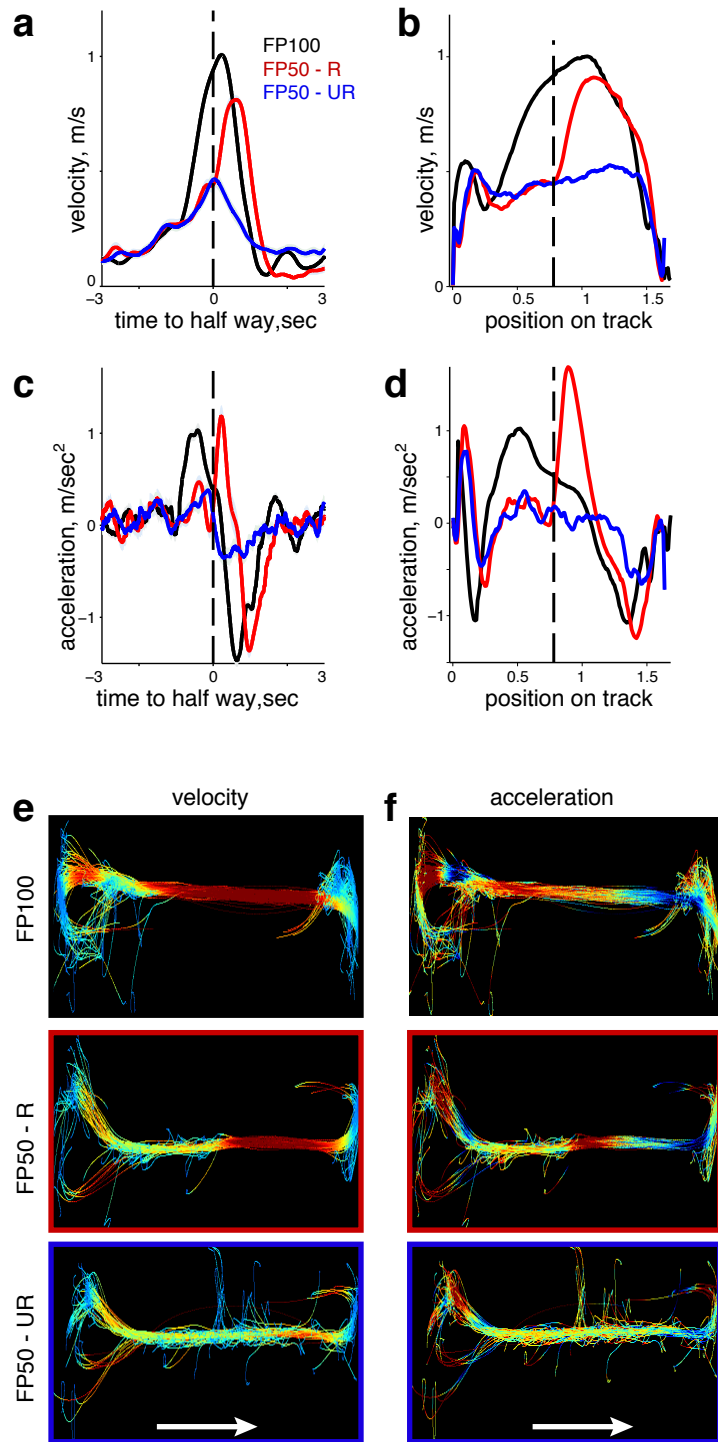 a
FP100
FP50 - R
FP50 - UR
velocity, m/s
1
0
−3
0
3
time to half way,sec
b
velocity, m/s
1
0
0
0.5
1
1.5
position on track
c
acceleration, m/sec²
1
0
−1
−3
0
3
time to half way,sec
d
acceleration, m/sec²
1
0
−1
0
0.5
1
1.5
position on track
e
velocity
f
acceleration
FP100
FP50 - R
FP50 - UR